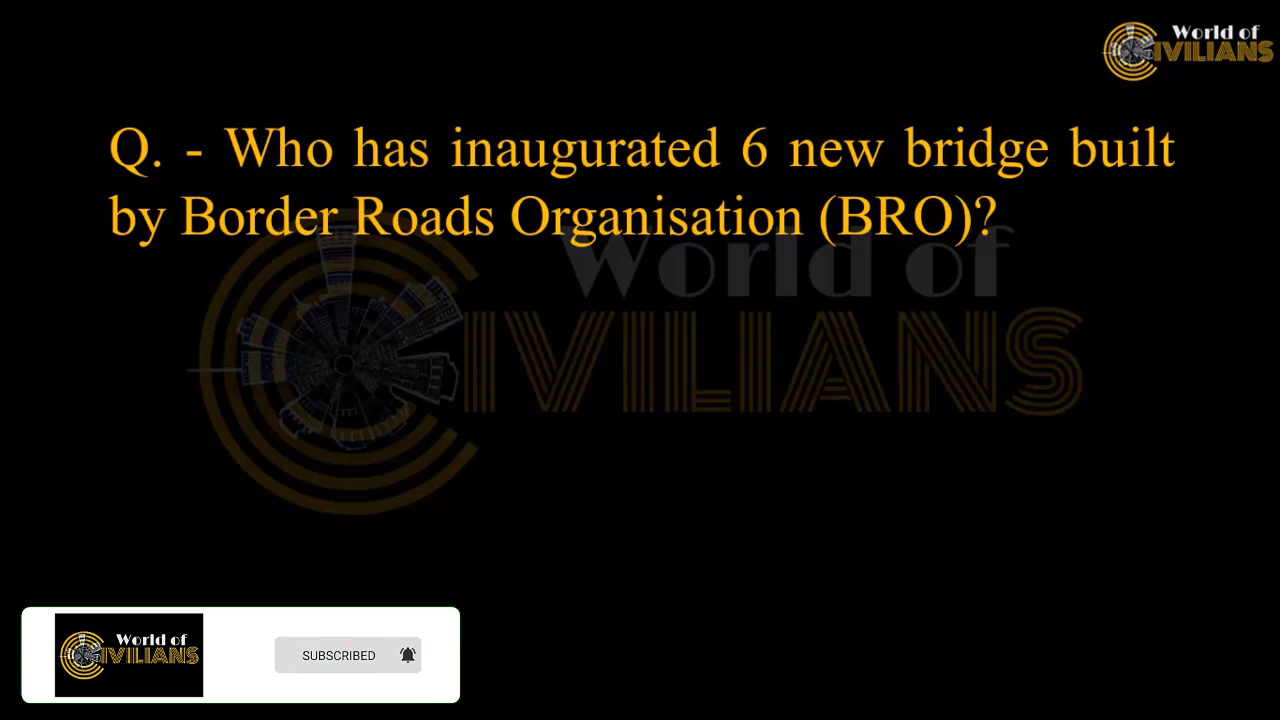 World of
CIVILIANS
Q. - Who has inaugurated 6 new bridge built
by Border Roads Organisation (BRO)?
World of
CIVILIANS
World of
CIVILIANS
SUBSCRIBED